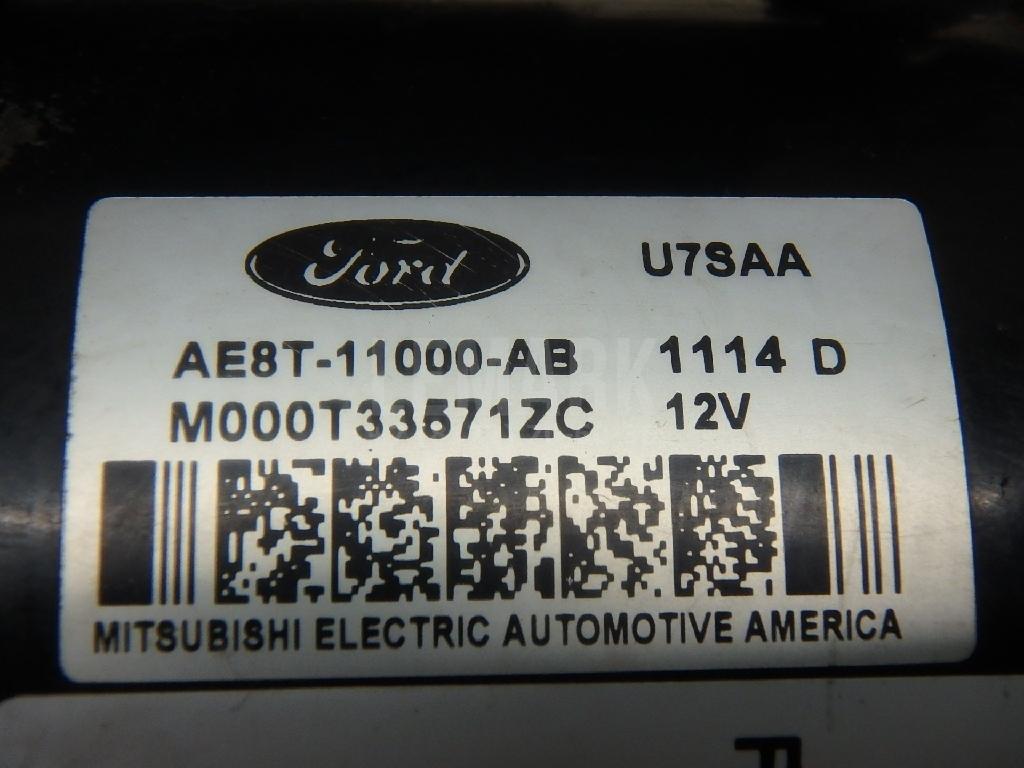 Ford U7SAA
AE8T-11000-AB 1114 D
M000T33571ZC 12V
MITSUBISHI ELECTRIC AUTOMOTIVE AMERICA